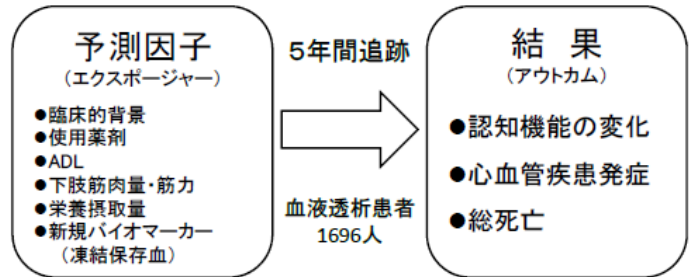 予測因子
(エクスポージャー)
●臨床的背景
●使用薬剤
●ADL
●下肢筋肉量・筋力
●栄養摂取量
●新規バイオマーカー
(凍結保存血)
5年間追跡
血液透析患者
1696人
結 果
(アウトカム)
●認知機能の変化
●心血管疾患発症
●総死亡